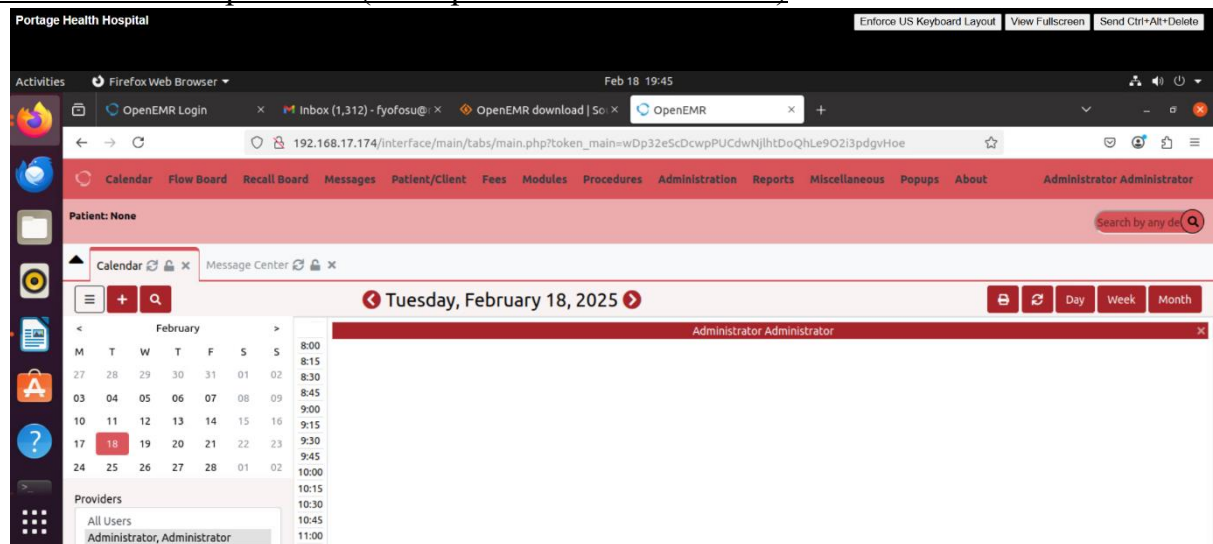 Portage Health Hospital
Enforce US Keyboard Layout View Fullscreen Send Ctrl+Alt+Delete
Activities Firefox Web Browser Feb 18 19:45
OpenEMR Login Inbox (1,312) - fyofosu@ OpenEMR download | So OpenEMR
192.168.17.174/interface/main/tabs/main.php?token_main=wDp32eScDcwpPUCdwNjlhtDoQhLe9O2i3pdgvHoe
Calendar Flow Board Recall Board Messages Patient/Client Fees Modules Procedures Administration Reports Miscellaneous Popups About Administrator Administrator
Patient: None
Search by any de
Calendar Message Center
Tuesday, February 18, 2025 Day Week Month
< February > Administrator Administrator
8:00
M T W T F S S
8:15
27 28 29 30 31 01 02 8:30
03 04 05 06 07 08 09 8:45
9:00
10 11 12 13 14 15 16 9:15
17 18 19 20 21 22 23 9:30
9:45
24 25 26 27 28 01 02 10:00
10:15
Providers 10:30
All Users 10:45
Administrator, Administrator 11:00